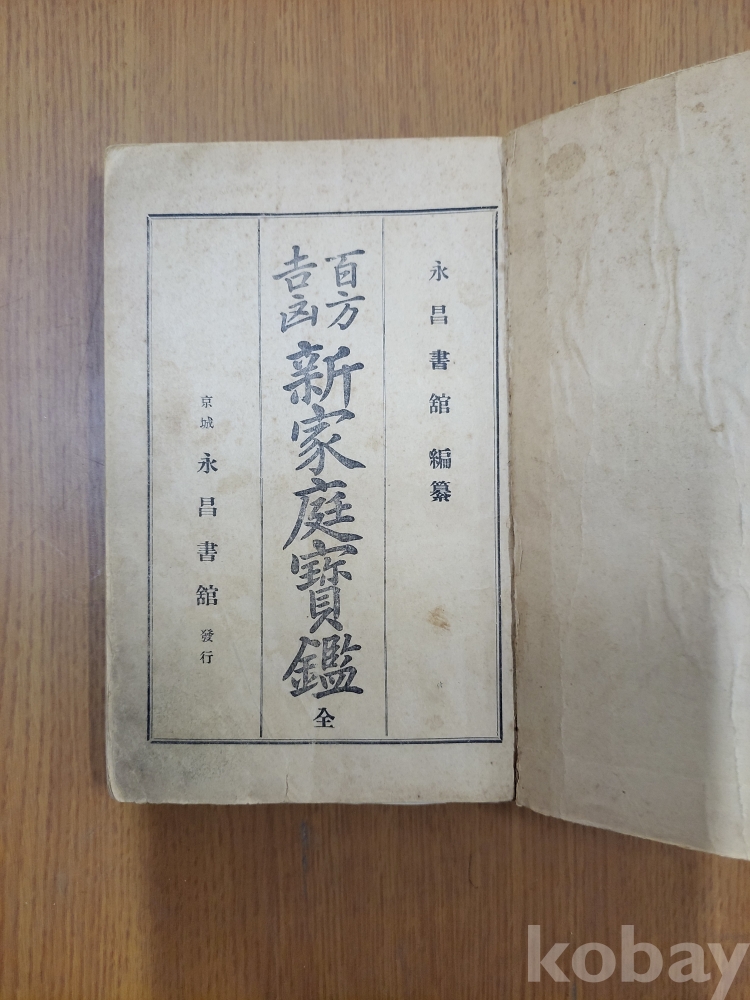 永昌書舘 編纂
百方
吉凶
新家庭寶鑑
全
京城 永昌書舘 發行
kobay